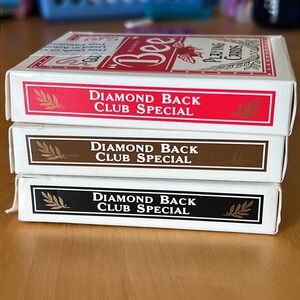 Bee
PLAYING
CARDS
DIAMOND BACK
CLUB SPECIAL
DIAMOND BACK
CLUB SPECIAL
DIAMOND BACK
CLUB SPECIAL